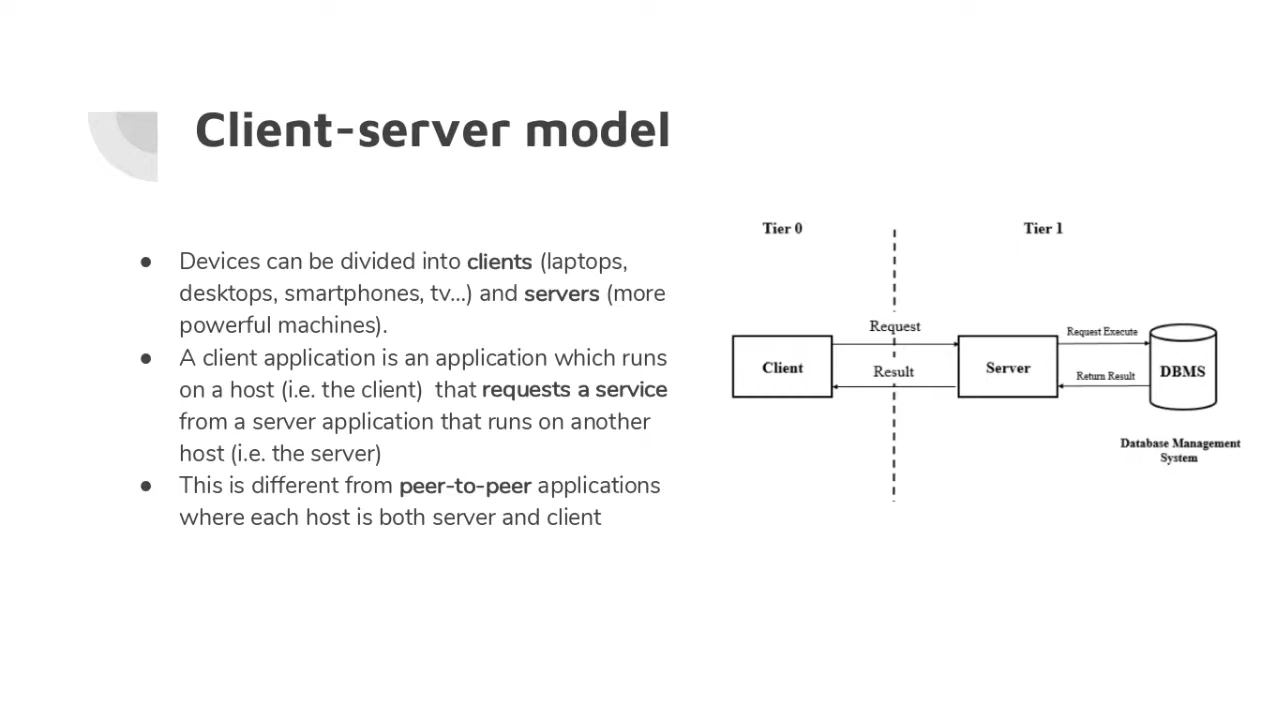 Client-server model
● Devices can be divided into clients (laptops,
desktops, smartphones, tv...) and servers (more
powerful machines).
● A client application is an application which runs
on a host (i.e. the client)  that requests a service
from a server application that runs on another
host (i.e. the server)
● This is different from peer-to-peer applications
where each host is both server and client
Tier 0
Tier 1
Request
Request Execute
Client
Result
Server
Return Result
DBMS
Database Management
System